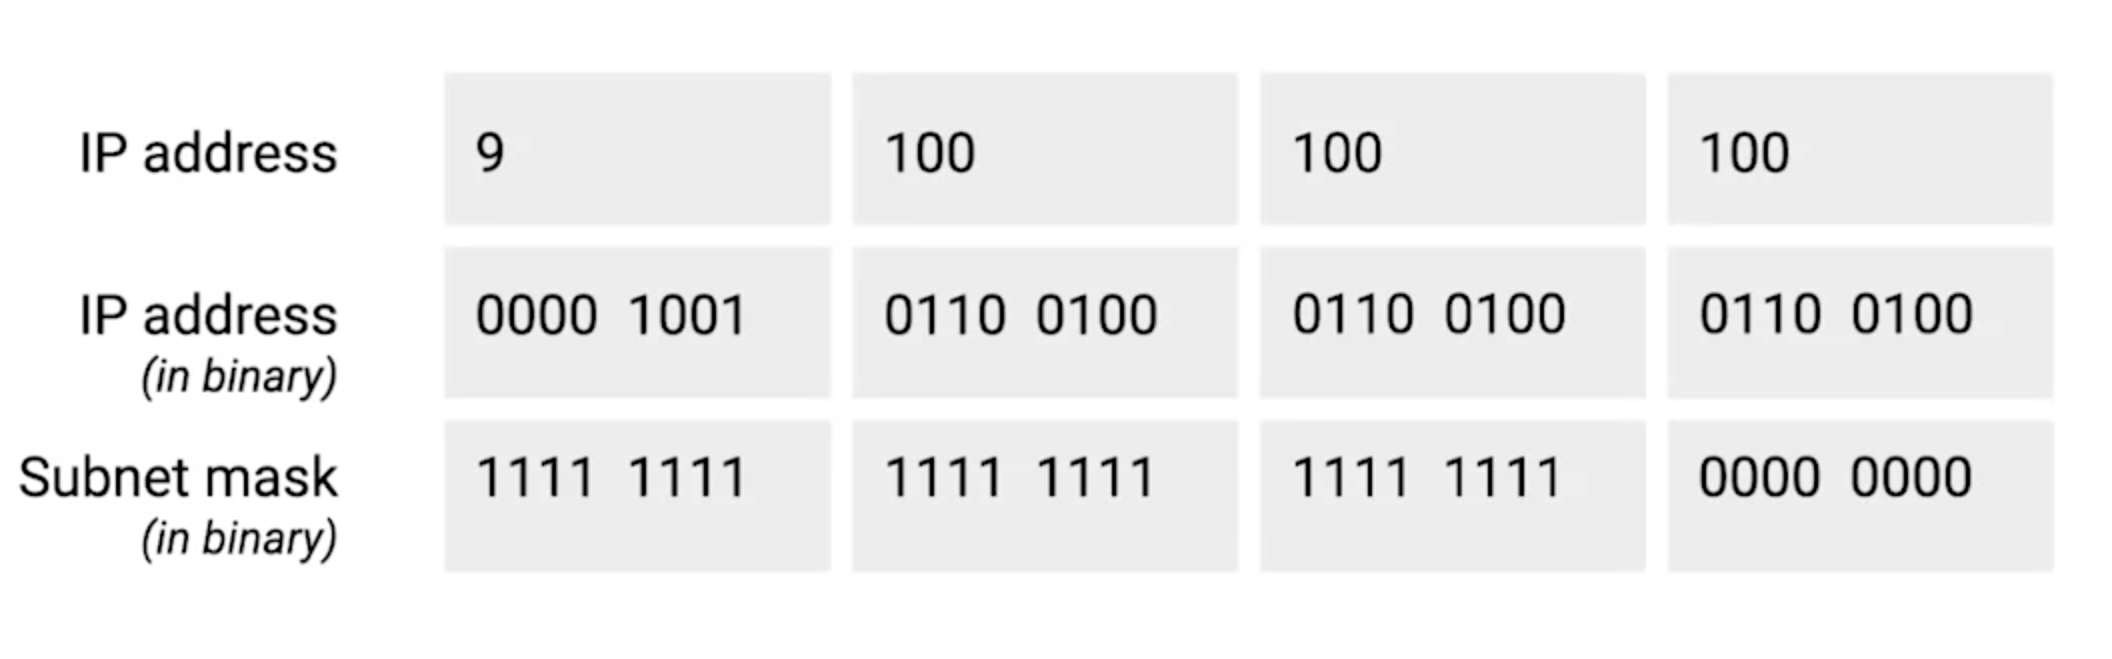 IP address 9 100 100 100
IP address 0000 1001 0110 0100 0110 0100 0110 0100
(in binary)
Subnet mask 1111 1111 1111 1111 1111 1111 0000 0000
(in binary)